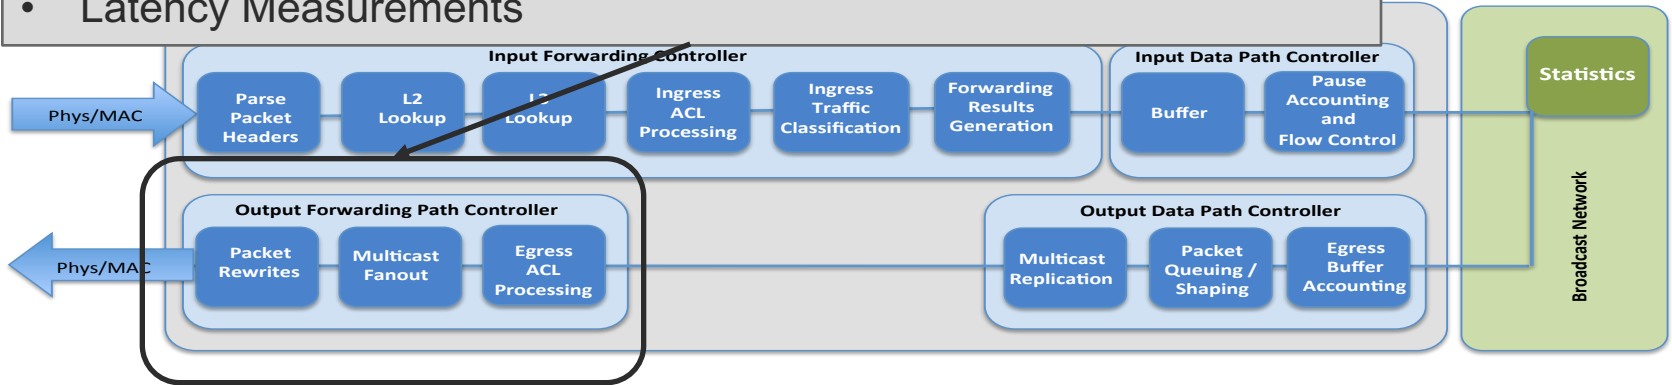 • Latency Measurements
Input Forwarding Controller
Input Data Path Controller
Phys/MAC
Parse
Packet
Headers
L2
Lookup
L3
Lookup
Ingress
ACL
Processing
Ingress
Traffic
Classification
Forwarding
Results
Generation
Buffer
Pause
Accounting
and
Flow Control
Statistics
Broadcast Network
Output Forwarding Path Controller
Output Data Path Controller
Phys/MAC
Packet
Rewrites
Multicast
Fanout
Egress
ACL
Processing
Multicast
Replication
Packet
Queuing /
Shaping
Egress
Buffer
Accounting